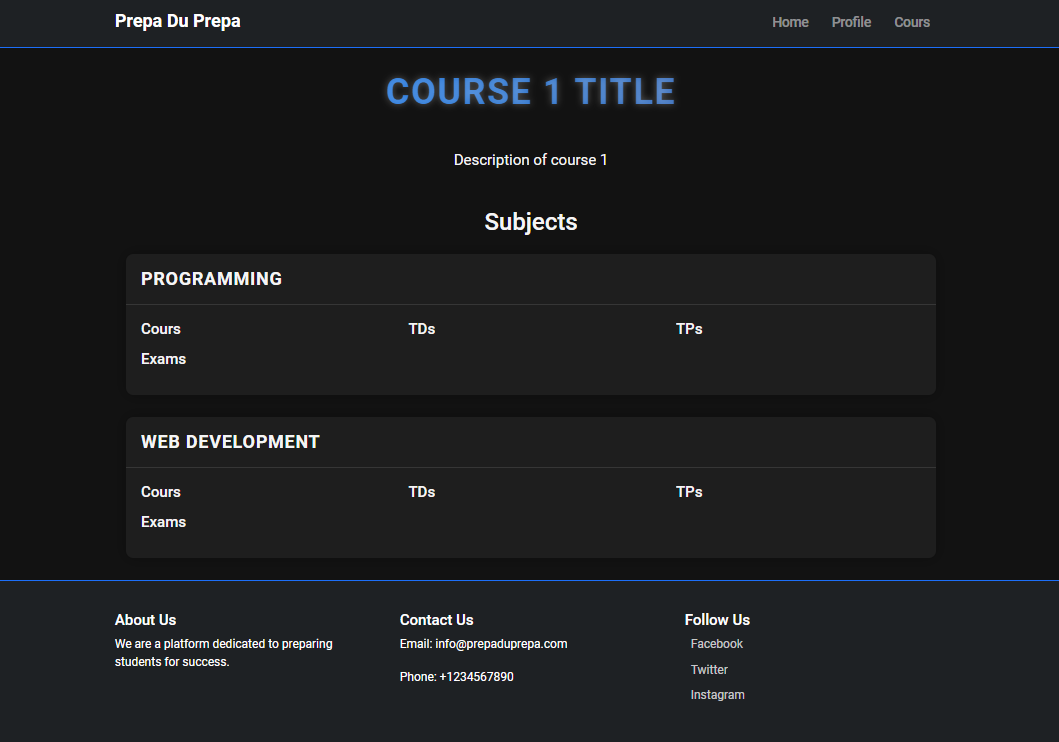 Prepa Du Prepa
Home Profile Cours
COURSE 1 TITLE
Description of course 1
Subjects
PROGRAMMING
Cours TDs TPs
Exams
WEB DEVELOPMENT
Cours TDs TPs
Exams
About Us
We are a platform dedicated to preparing
students for success.
Contact Us
Email: info@prepaduprepa.com
Phone: +1234567890
Follow Us
Facebook
Twitter
Instagram